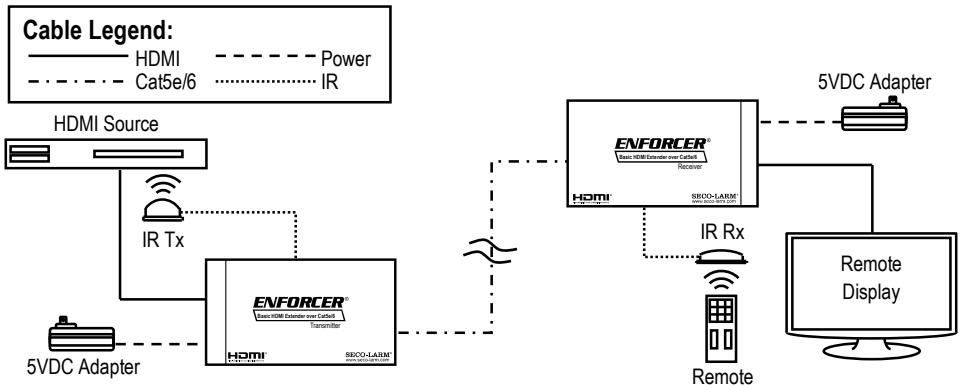 Cable Legend:
HDMI
Power
Cat5e/6
IR
HDMI Source
IR Tx
ENFORCER®
Basic HDMI Extender over Cat5e/6
Transmitter
HDMI®
SECO-LARM®
www.seco-larm.com
5VDC Adapter
ENFORCER®
Basic HDMI Extender over Cat5e/6
Receiver
HDMI®
SECO-LARM®
www.seco-larm.com
5VDC Adapter
IR Rx
Remote
Remote
Display